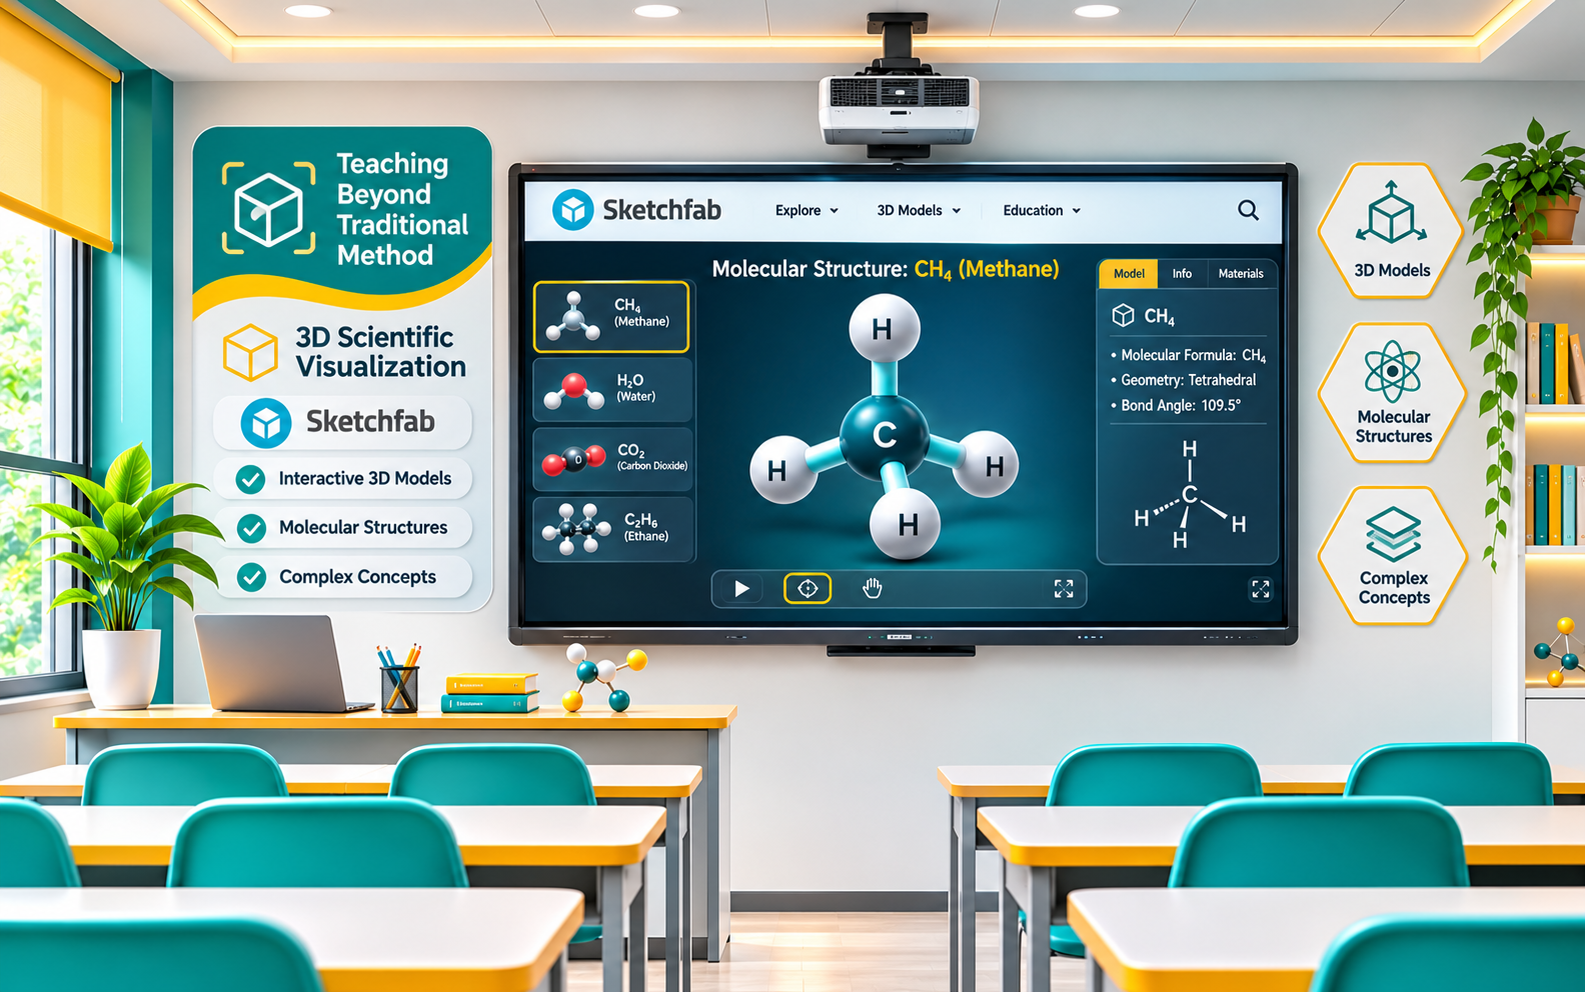 Teaching
Beyond
Traditional
Method
3D Scientific
Visualization
Sketchfab
Interactive 3D Models
Molecular Structures
Complex Concepts
Sketchfab
Explore
3D Models
Education
Molecular Structure: CH₄ (Methane)
CH₄
(Methane)
H₂O
(Water)
CO₂
(Carbon Dioxide)
C₂H₆
(Ethane)
H
C
H
H
H
Model
Info
Materials
CH₄
• Molecular Formula: CH₄
• Geometry: Tetrahedral
• Bond Angle: 109.5°
H
C
H
H
H
3D Models
Molecular
Structures
Complex
Concepts